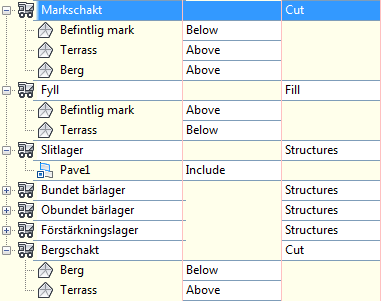 Markschakt Cut
Befintlig mark Below
Terrass Above
Berg Above
Fyll Fill
Befintlig mark Above
Terrass Below
Slitlager Structures
Pave1 Include
Bundet bärlager Structures
Obundet bärlager Structures
Förstärkningslager Structures
Bergschakt Cut
Berg Below
Terrass Above